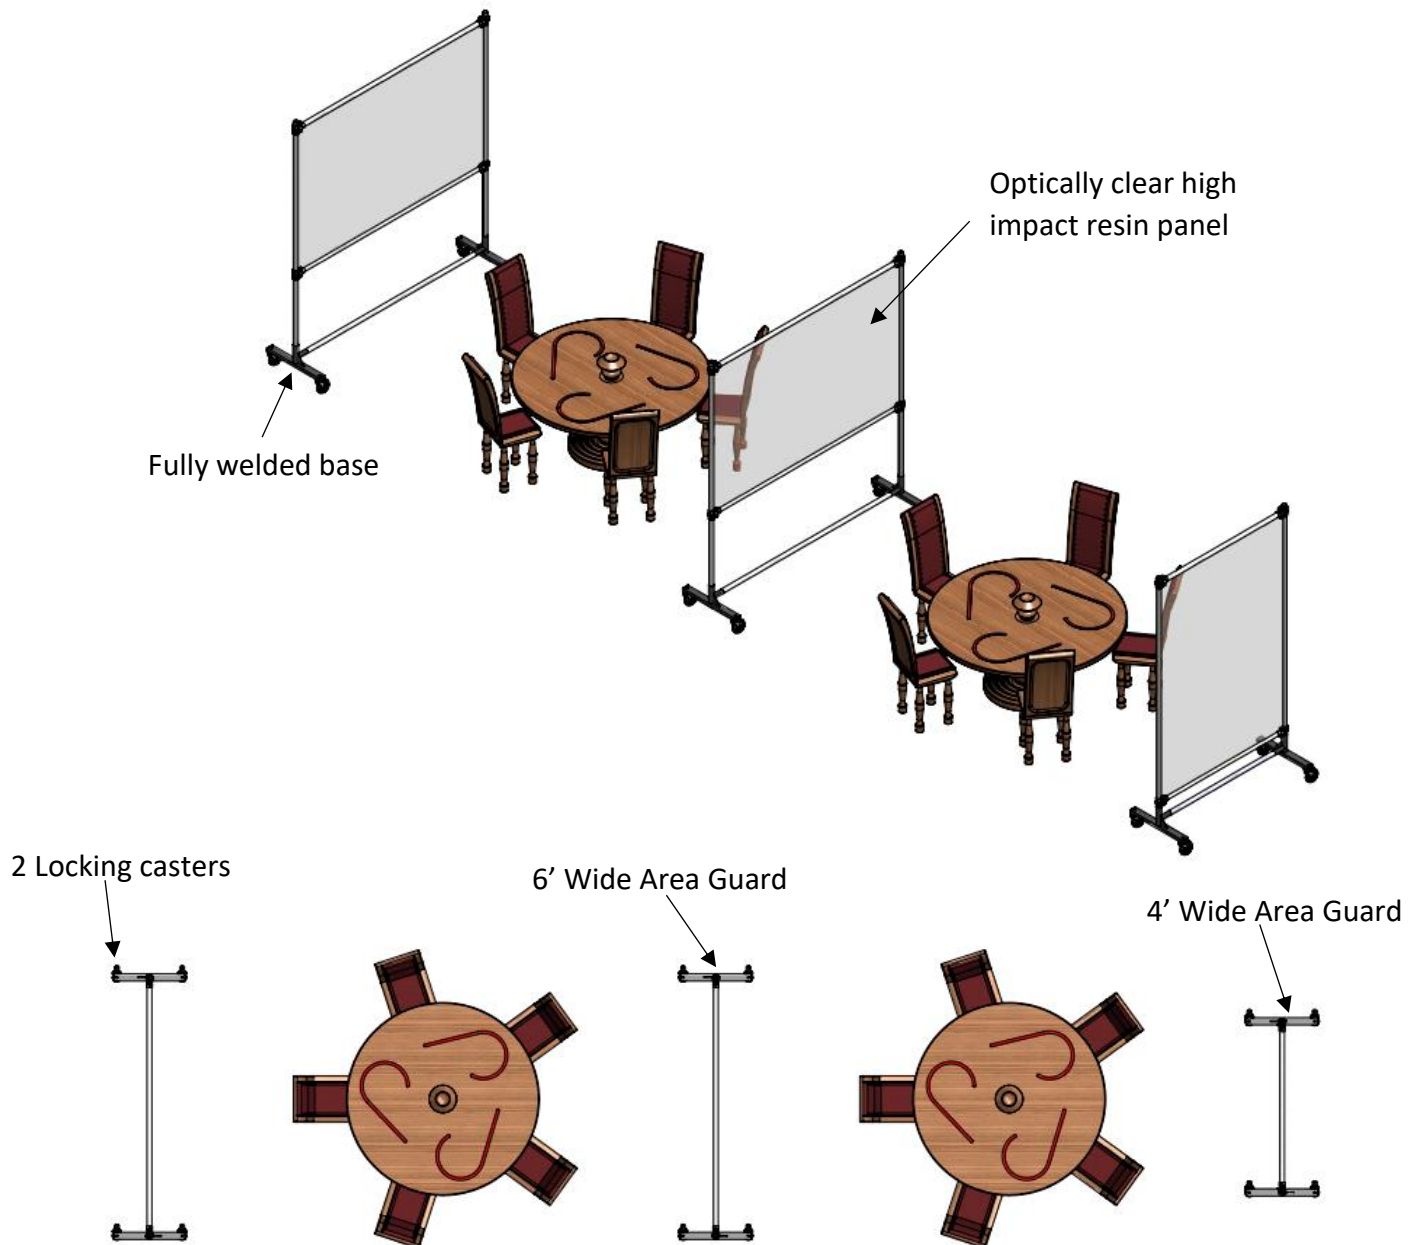 Optically clear high
impact resin panel
Fully welded base
2 Locking casters
6’ Wide Area Guard
4’ Wide Area Guard